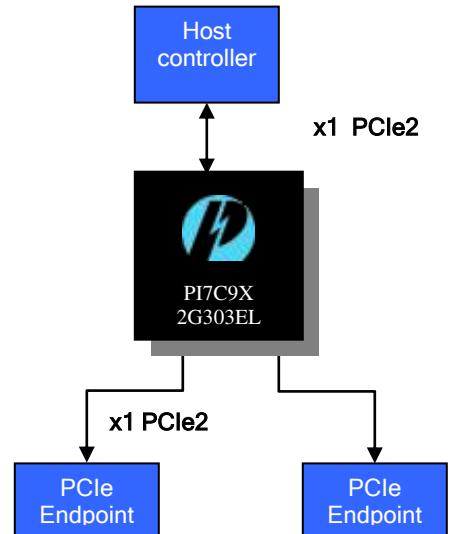 Host
controller
x1 PCIe2
PI7C9X
2G303EL
x1 PCIe2
PCIe
Endpoint
PCIe
Endpoint